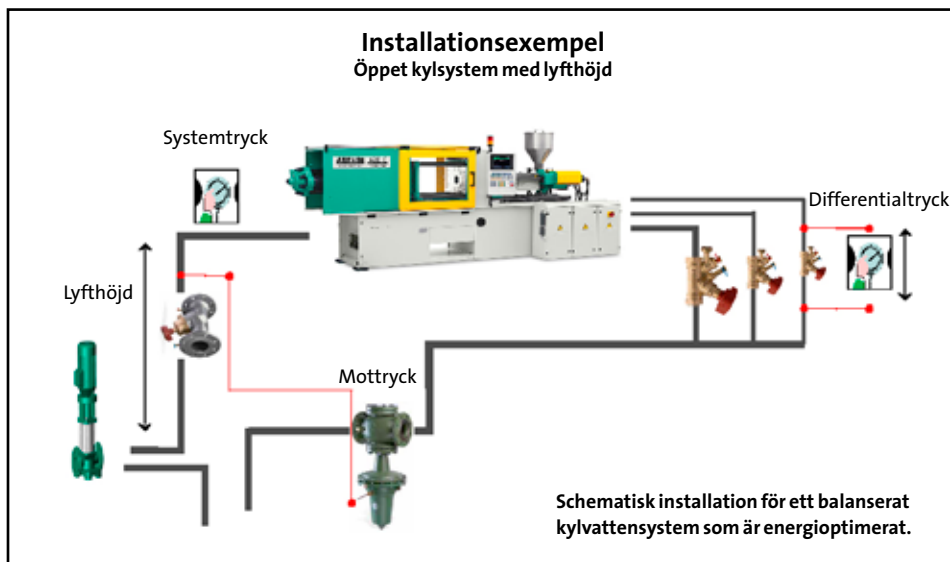 Installationsexempel
Öppet kylsystem med lyfthöjd
Systemtryck
Differentialtryck
Lyfthöjd
Mottryck
Schematisk installation för ett balanserat
kylvattensystem som är energioptimerat.